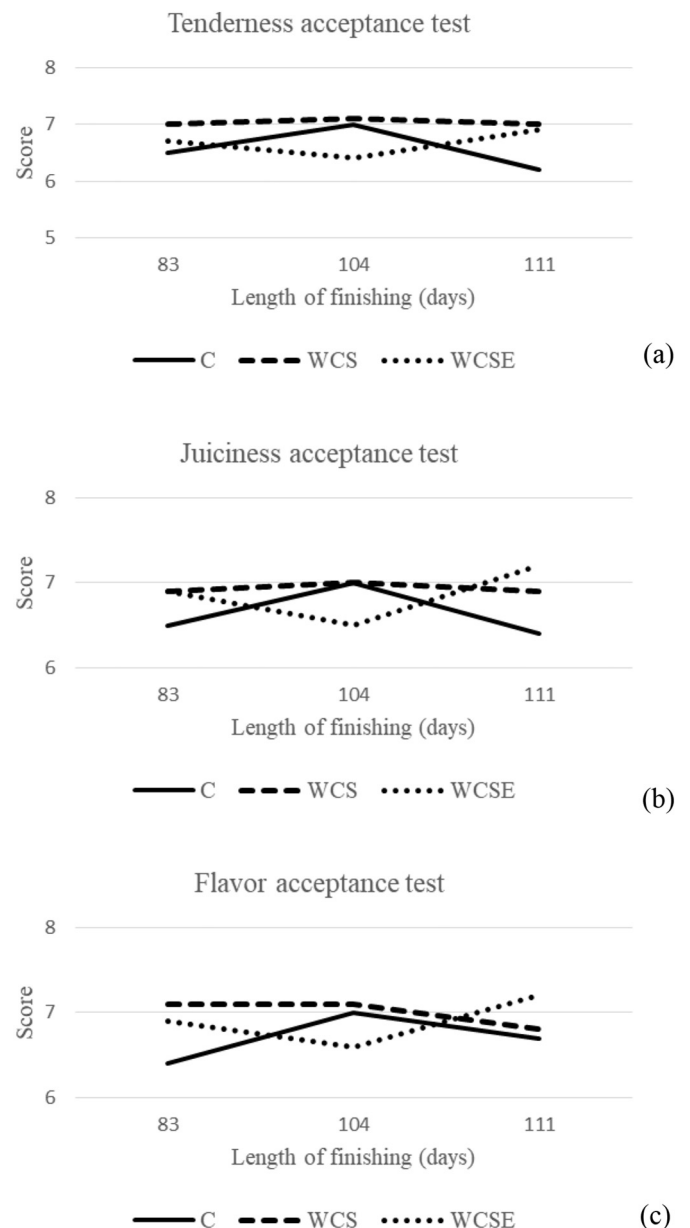 Tenderness acceptance test
8
7
6
5
Score
83 104 111
Length of finishing (days)
C WCS WCSE
(a)
Juiciness acceptance test
8
7
6
Score
83 104 111
Length of finishing (days)
C WCS WCSE
(b)
Flavor acceptance test
8
7
6
Score
83 104 111
Length of finishing (days)
C WCS WCSE
(c)